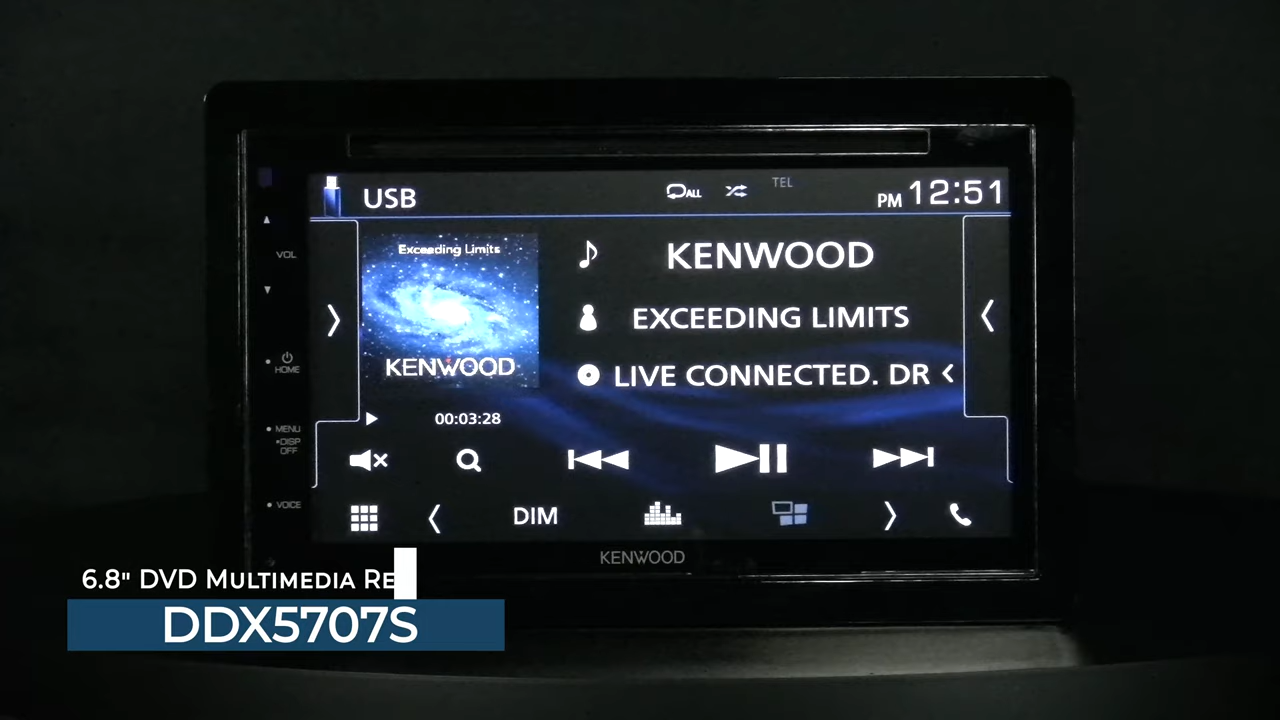 USB
ALL
TEL
PM 12:51
VOL
HOME
MENU
•DISP
OFF
VOICE
Exceeding Limits
KENWOOD
KENWOOD
EXCEEDING LIMITS
LIVE CONNECTED. DR
00:03:28
DIM
KENWOOD
6.8" DVD MULTIMEDIA RE
DDX5707S